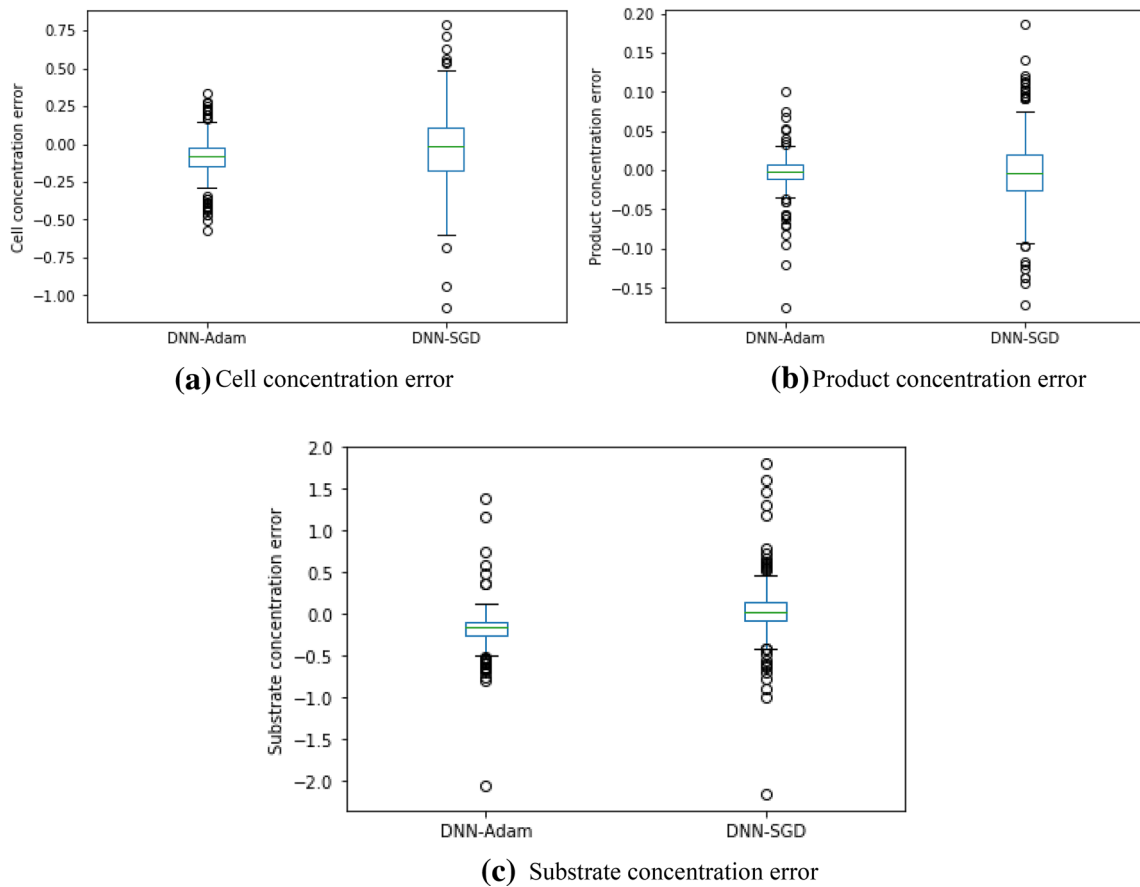 Cell concentration error
0.75
0.50
0.25
0.00
−0.25
−0.50
−0.75
−1.00
DNN-Adam DNN-SGD
(a) Cell concentration error
Product concentration error
0.20
0.15
0.10
0.05
0.00
−0.05
−0.10
−0.15
DNN-Adam DNN-SGD
(b) Product concentration error
Substrate concentration error
2.0
1.5
1.0
0.5
0.0
−0.5
−1.0
−1.5
−2.0
DNN-Adam DNN-SGD
(c) Substrate concentration error